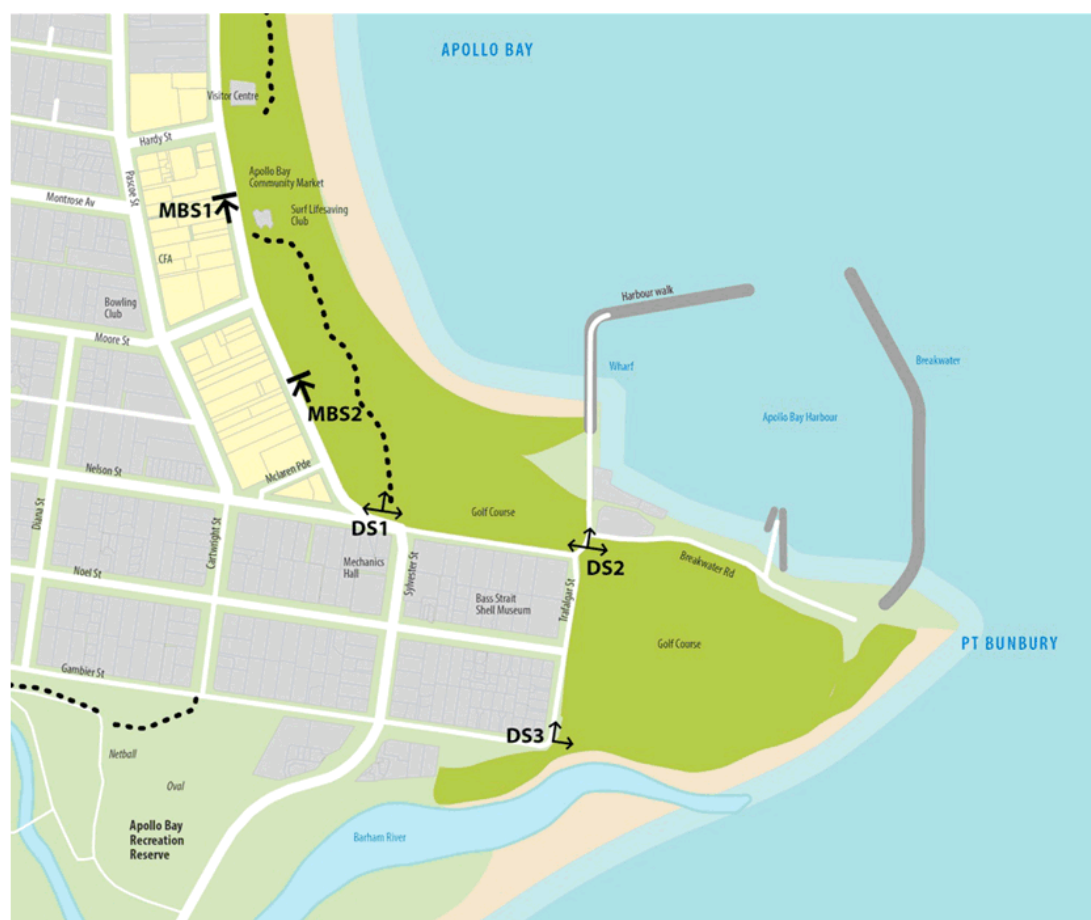 APOLLO BAY
Visitor Centre
Hardy St
Pascoe St
Apollo Bay
Community Market
Montrose Av
MBS1
Surf Lifesaving
Club
CFA
Bowling
Club
Harbour walk
Moore St
Wharf
Breakwater
MBS2
Apollo Bay Harbour
Mclaren Pde
Nelson St
Diana St
Cartwright St
DS1
Golf Course
Mechanics
Hall
Sylvester St
DS2
Breakwater Rd
Noel St
Bass Strait
Shell Museum
Trafalgar St
Golf Course
PT BUNBURY
Gambier St
DS3
Netball
Oval
Apollo Bay
Recreation
Reserve
Barham River